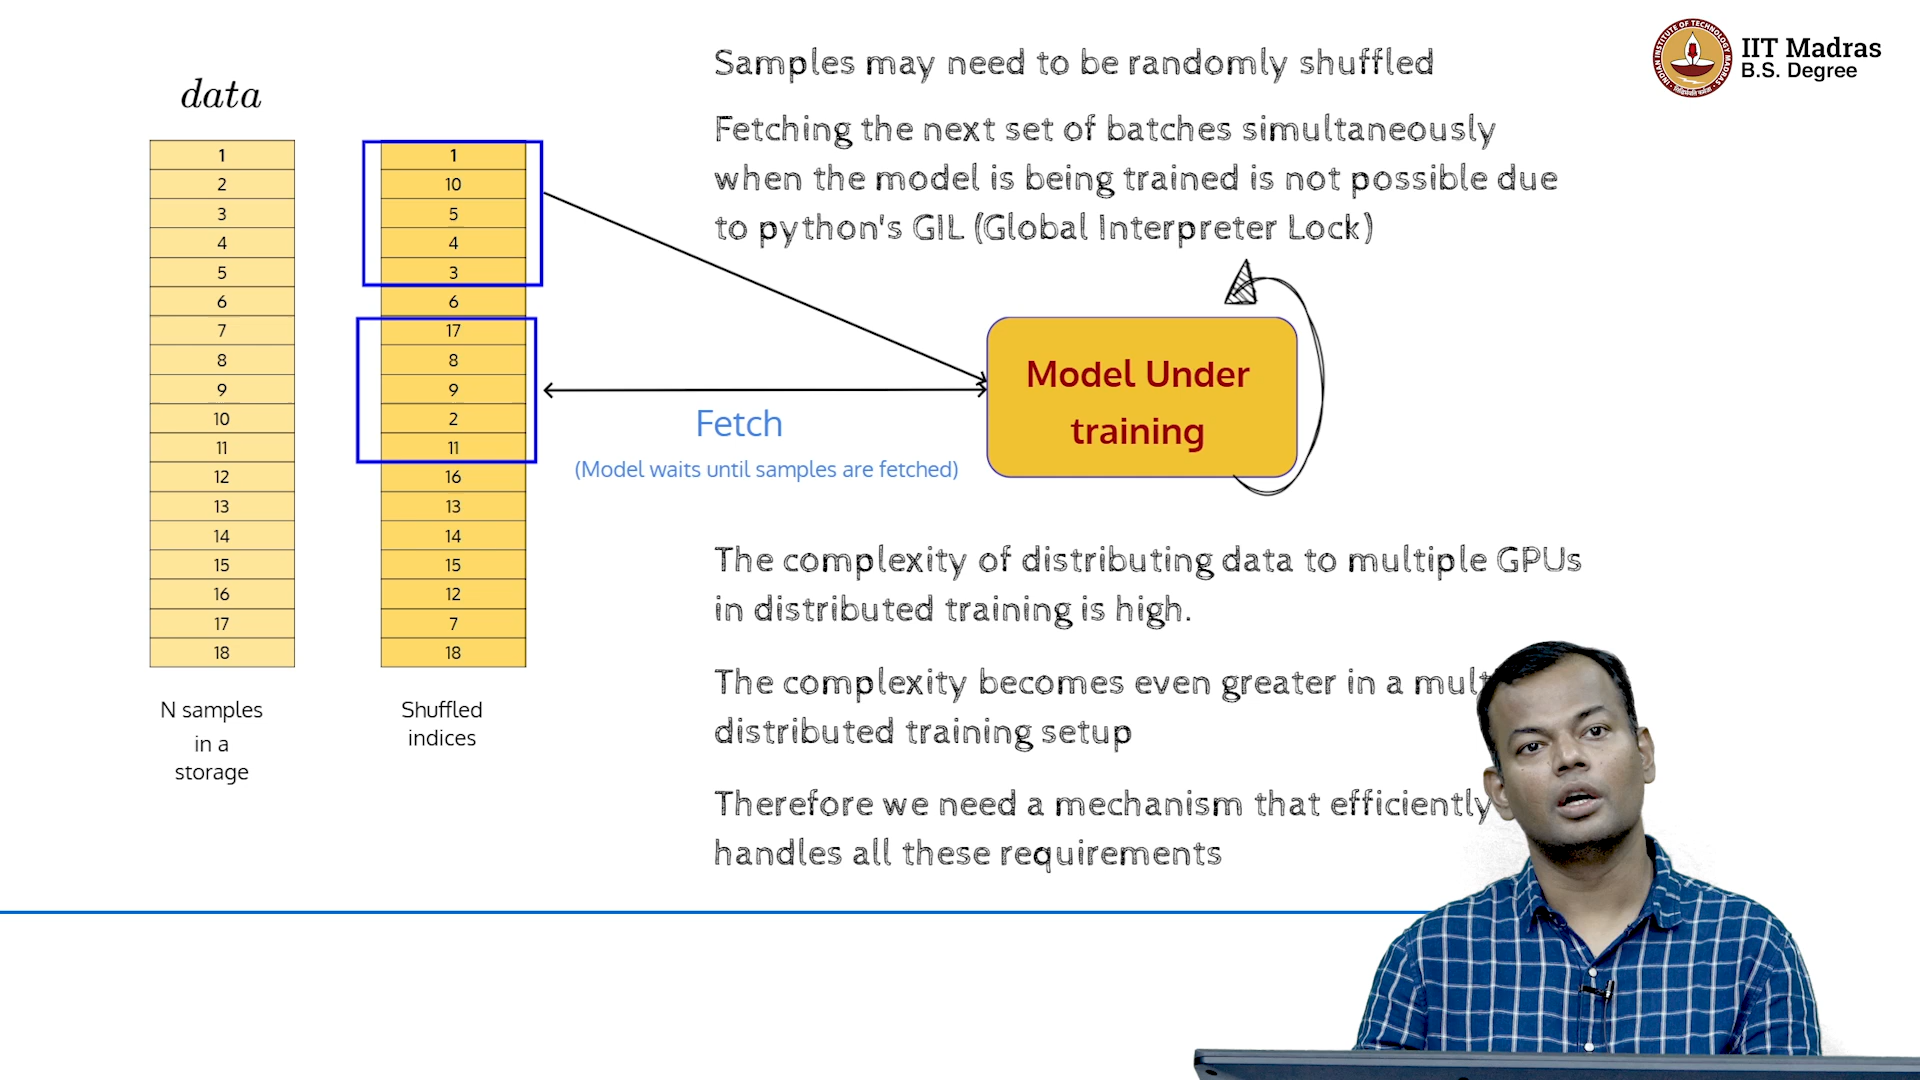 data
1
2
3
4
5
6
7
8
9
10
11
12
13
14
15
16
17
18
N samples
in a
storage
1
10
5
4
3
6
17
8
9
2
11
16
13
14
15
12
7
18
Shuffled
indices
Samples may need to be randomly shuffled
Fetching the next set of batches simultaneously
when the model is being trained is not possible due
to python's GIL (Global Interpreter Lock)
Fetch
(Model waits until samples are fetched)
Model Under
training
The complexity of distributing data to multiple GPUs
in distributed training is high.
The complexity becomes even greater in a
distributed training setup
Therefore we need a mechanism that efficiently
handles all these requirements
IIT Madras
B.S. Degree